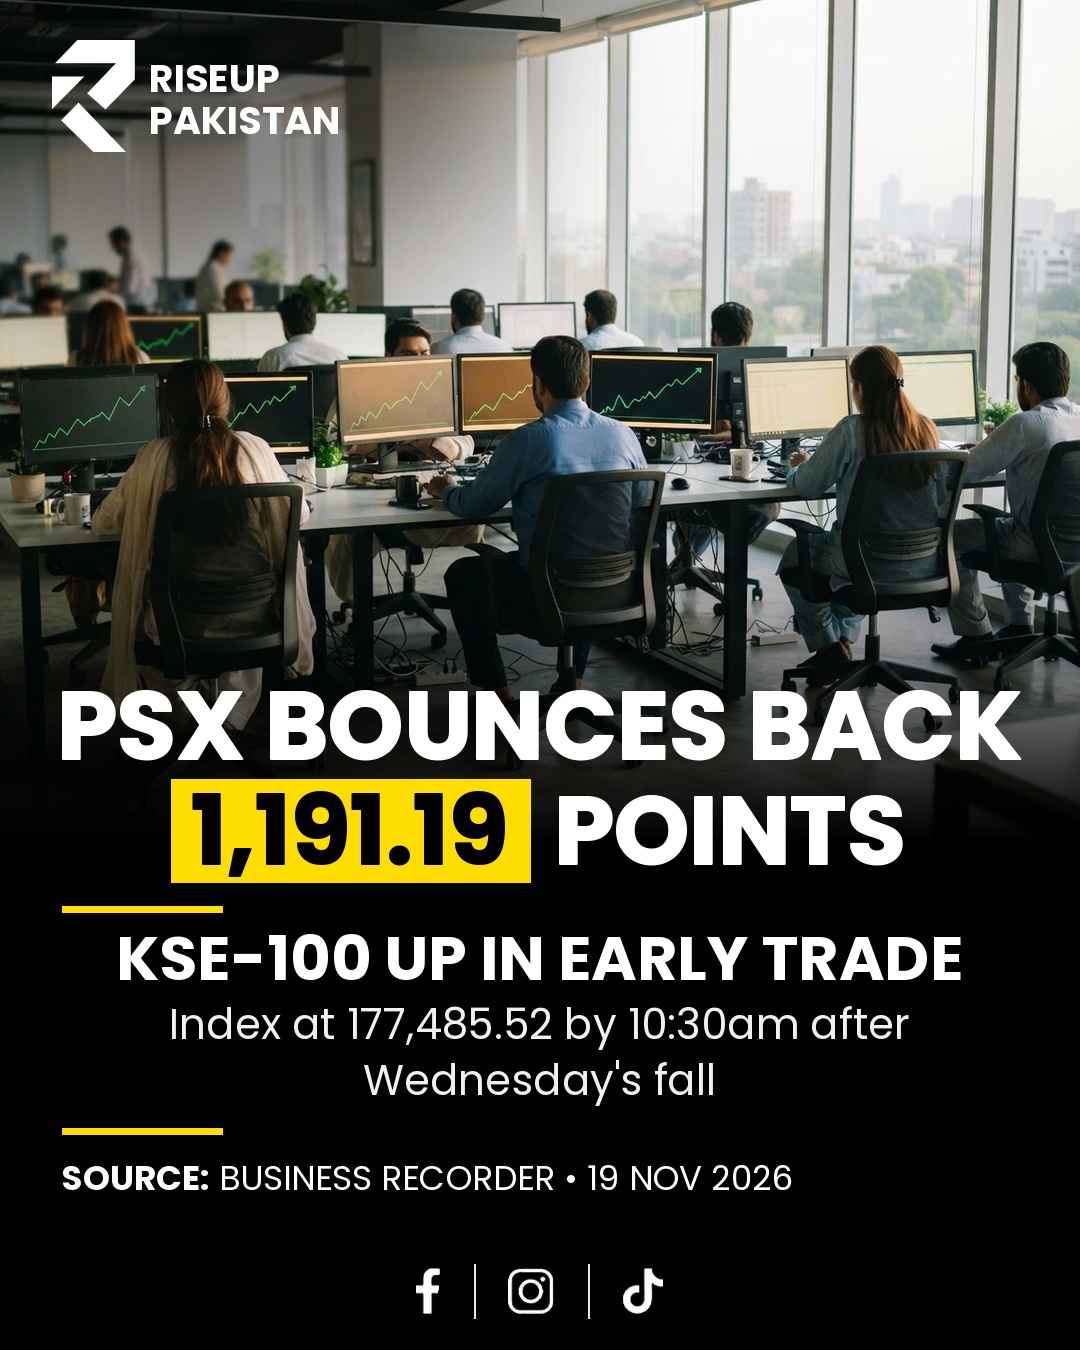 RISEUP
PAKISTAN
PSX BOUNCES BACK
1,191.19 POINTS
KSE-100 UP IN EARLY TRADE
Index at 177,485.52 by 10:30am after
Wednesday's fall
SOURCE: BUSINESS RECORDER • 19 NOV 2026